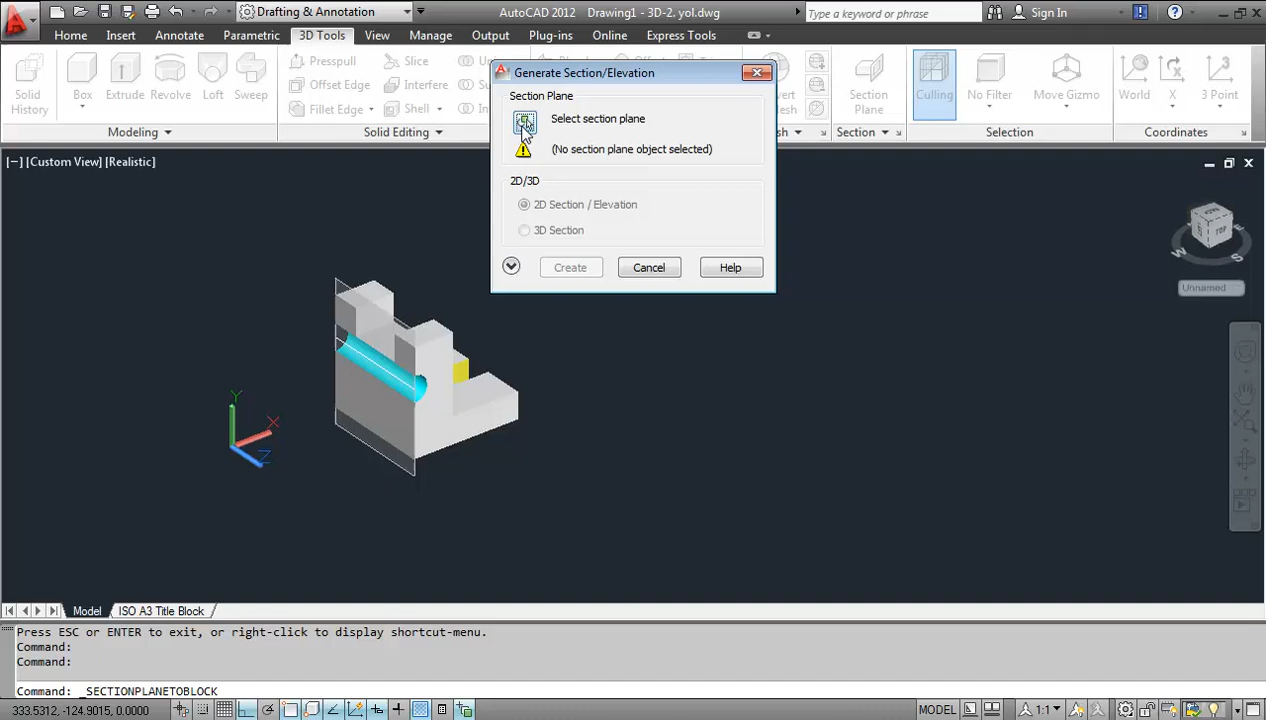 Drafting & Annotation
AutoCAD 2012 Drawing1 - 3D-2. yol.dwg
Type a keyword or phrase
Sign In
Home Insert Annotate Parametric 3D Tools View Manage Output Plug-ins Online Express Tools
Solid History
Box
Extrude
Revolve
Loft
Sweep
Presspull
Offset Edge
Fillet Edge
Slice
Interfere
Shell
Section Plane
Culling
No Filter
Move Gizmo
World
X
3 Point
Modeling
Solid Editing
Section
Selection
Coordinates
Generate Section/Elevation
Section Plane
Select section plane
(No section plane object selected)
2D/3D
2D Section / Elevation
3D Section
Create Cancel Help
[−] [Custom View] [Realistic]
TOP
W
S
Unnamed
Y
X
Z
Model ISO A3 Title Block
Press ESC or ENTER to exit, or right-click to display shortcut-menu.
Command:
Command:
Command: _SECTIONPLANETOBLOCK
333.5312, -124.9015, 0.0000
MODEL
1:1